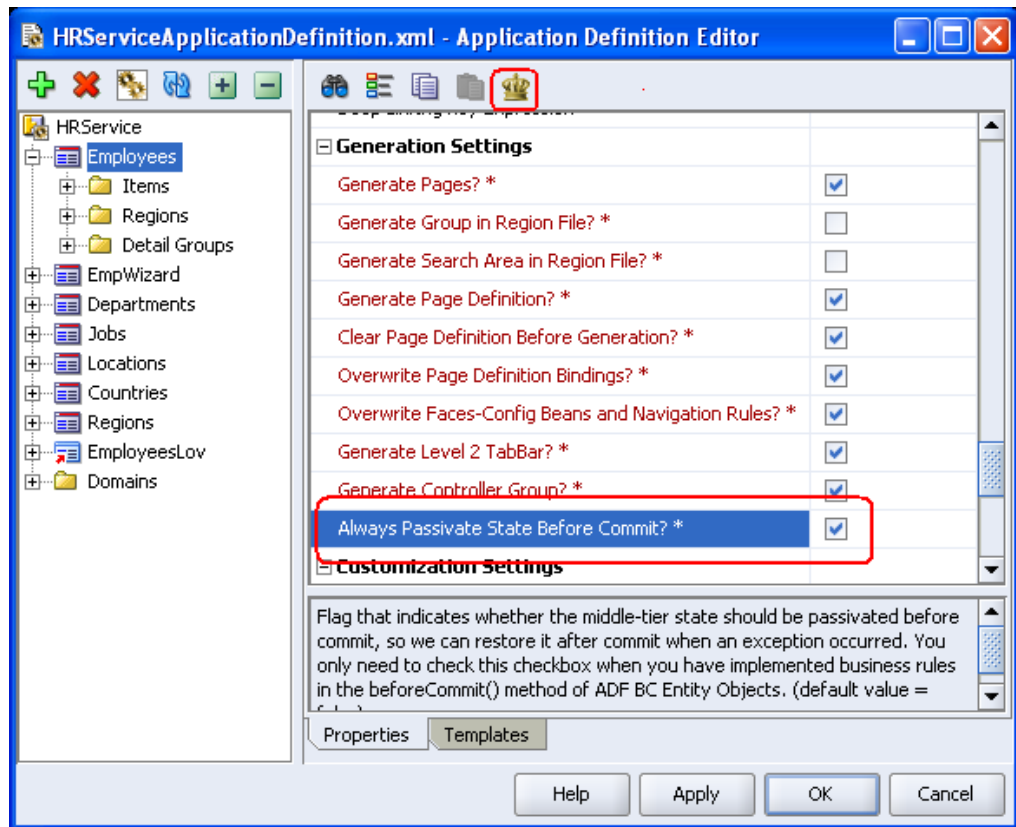 HRServiceApplicationDefinition.xml - Application Definition Editor
HRService
Employees
Items
Regions
Detail Groups
EmpWizard
Departments
Jobs
Locations
Countries
Regions
EmployeesLov
Domains
Generation Settings
Generate Pages? *
Generate Group in Region File? *
Generate Search Area in Region File? *
Generate Page Definition? *
Clear Page Definition Before Generation? *
Overwrite Page Definition Bindings? *
Overwrite Faces-Config Beans and Navigation Rules? *
Generate Level 2 TabBar? *
Generate Controller Group? *
Always Passivate State Before Commit? *
Customization Settings
Flag that indicates whether the middle-tier state should be passivated before
commit, so we can restore it after commit when an exception occurred. You
only need to check this checkbox when you have implemented business rules
in the beforeCommit() method of ADF BC Entity Objects. (default value =
Properties Templates
Help Apply OK Cancel